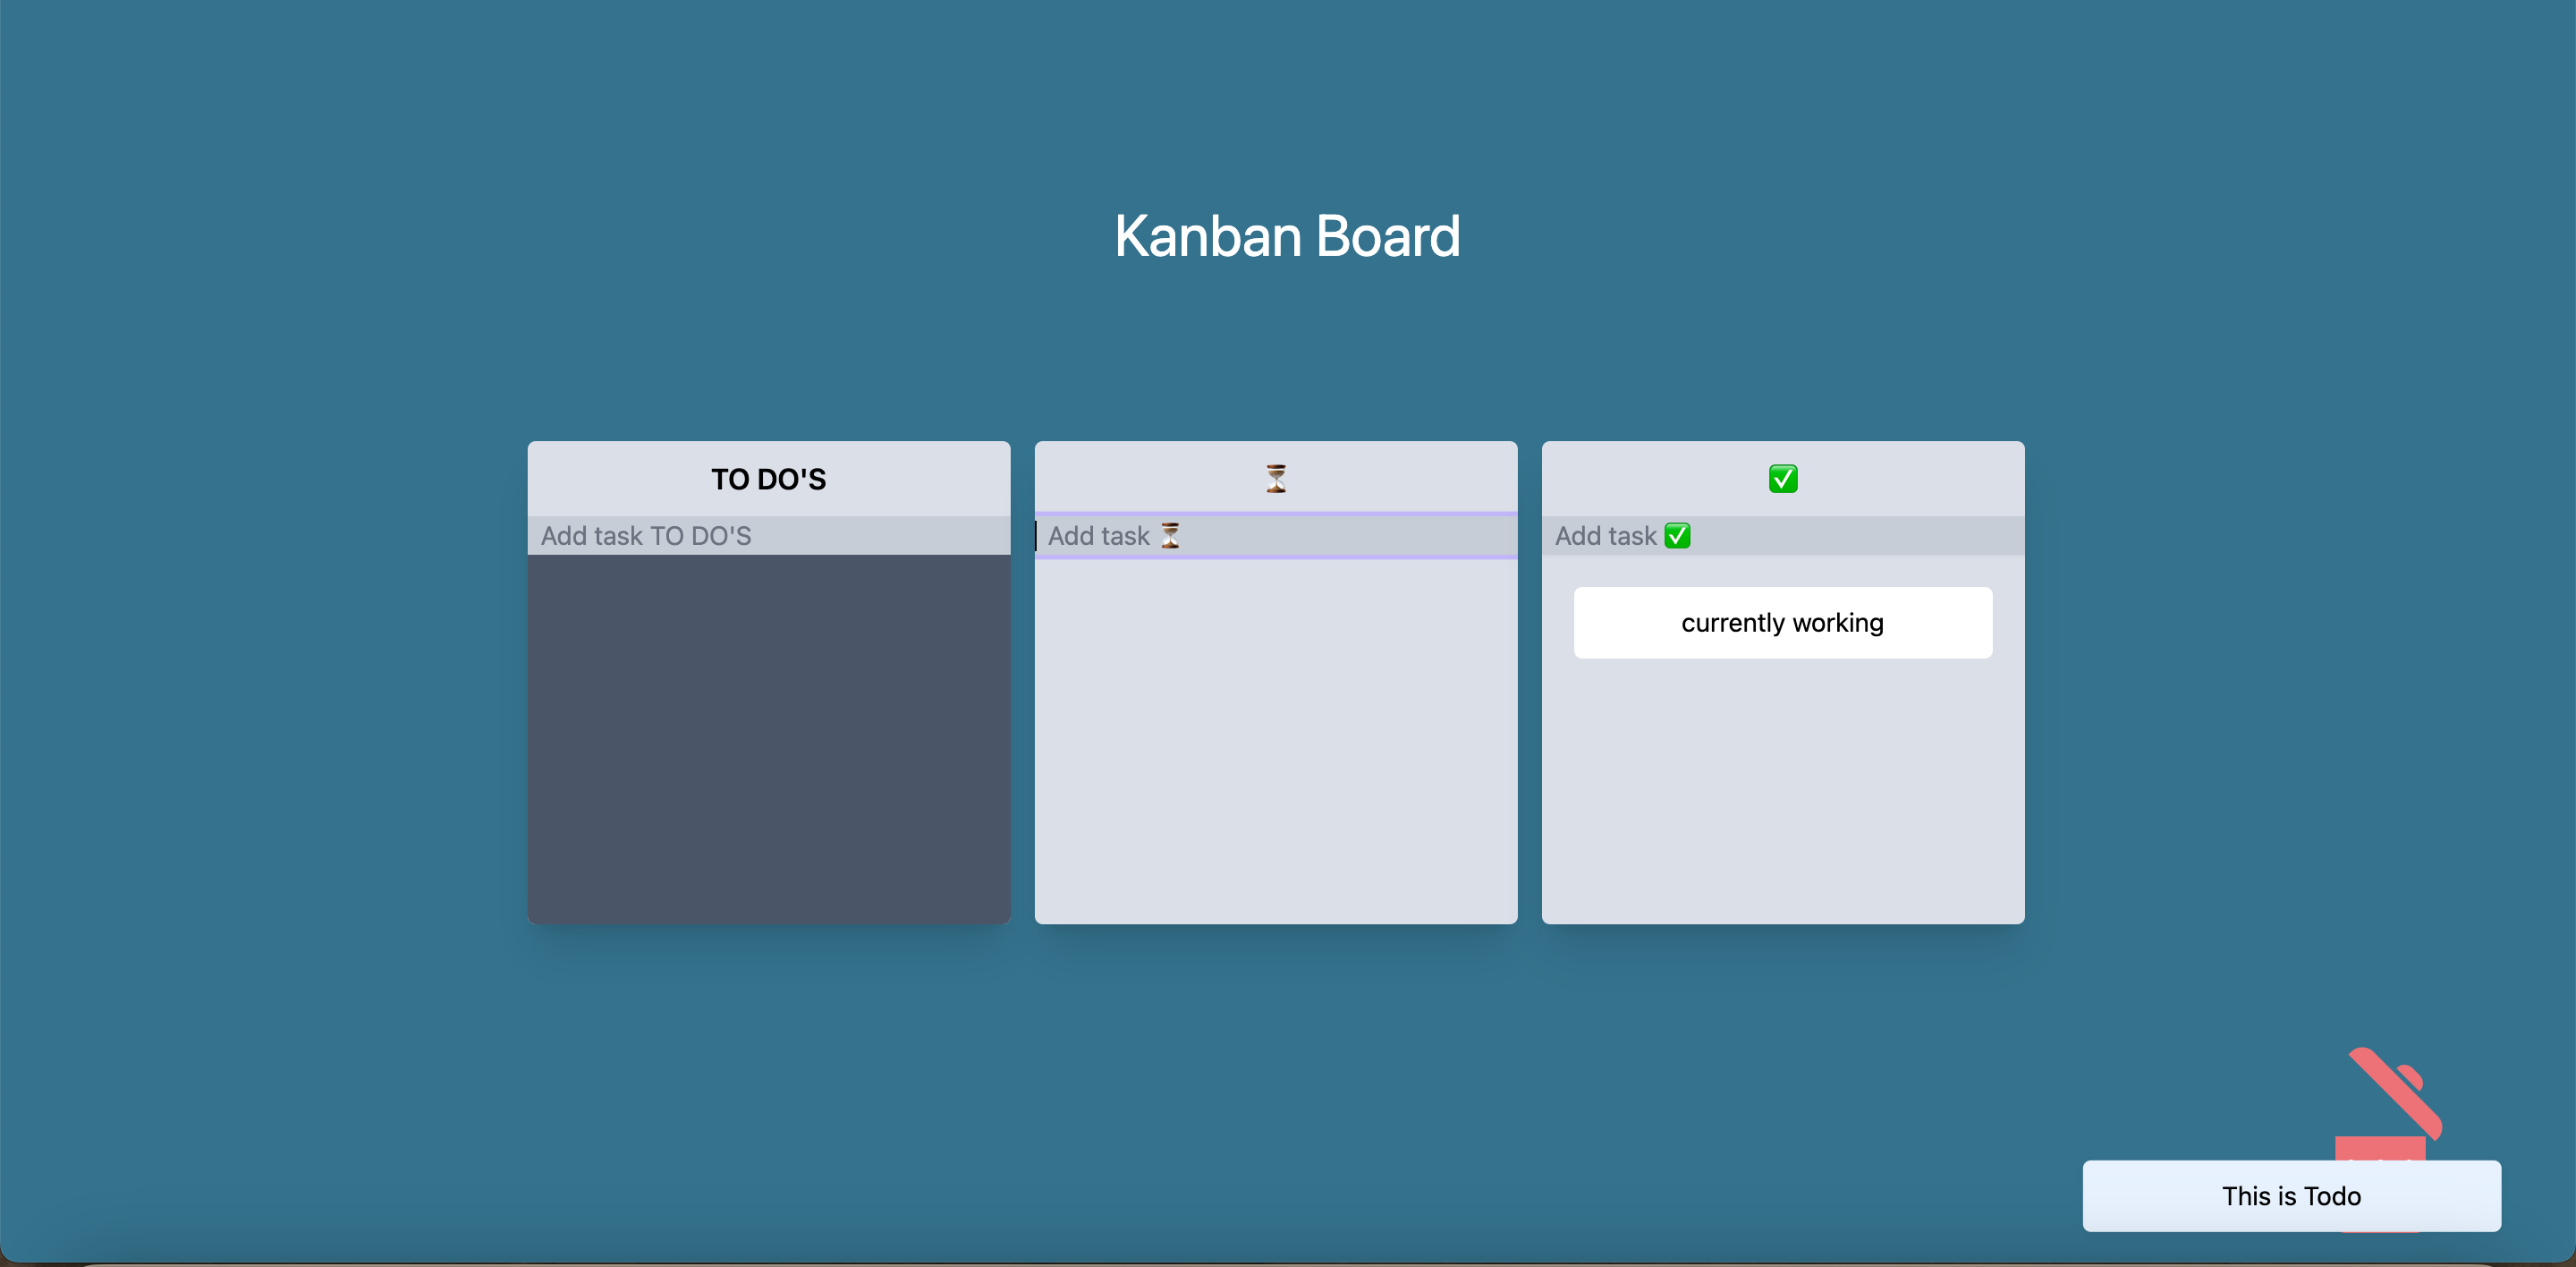 Kanban Board
TO DO'S
⏳
✅
Add task TO DO'S
Add task ⏳
Add task ✅
currently working
This is Todo